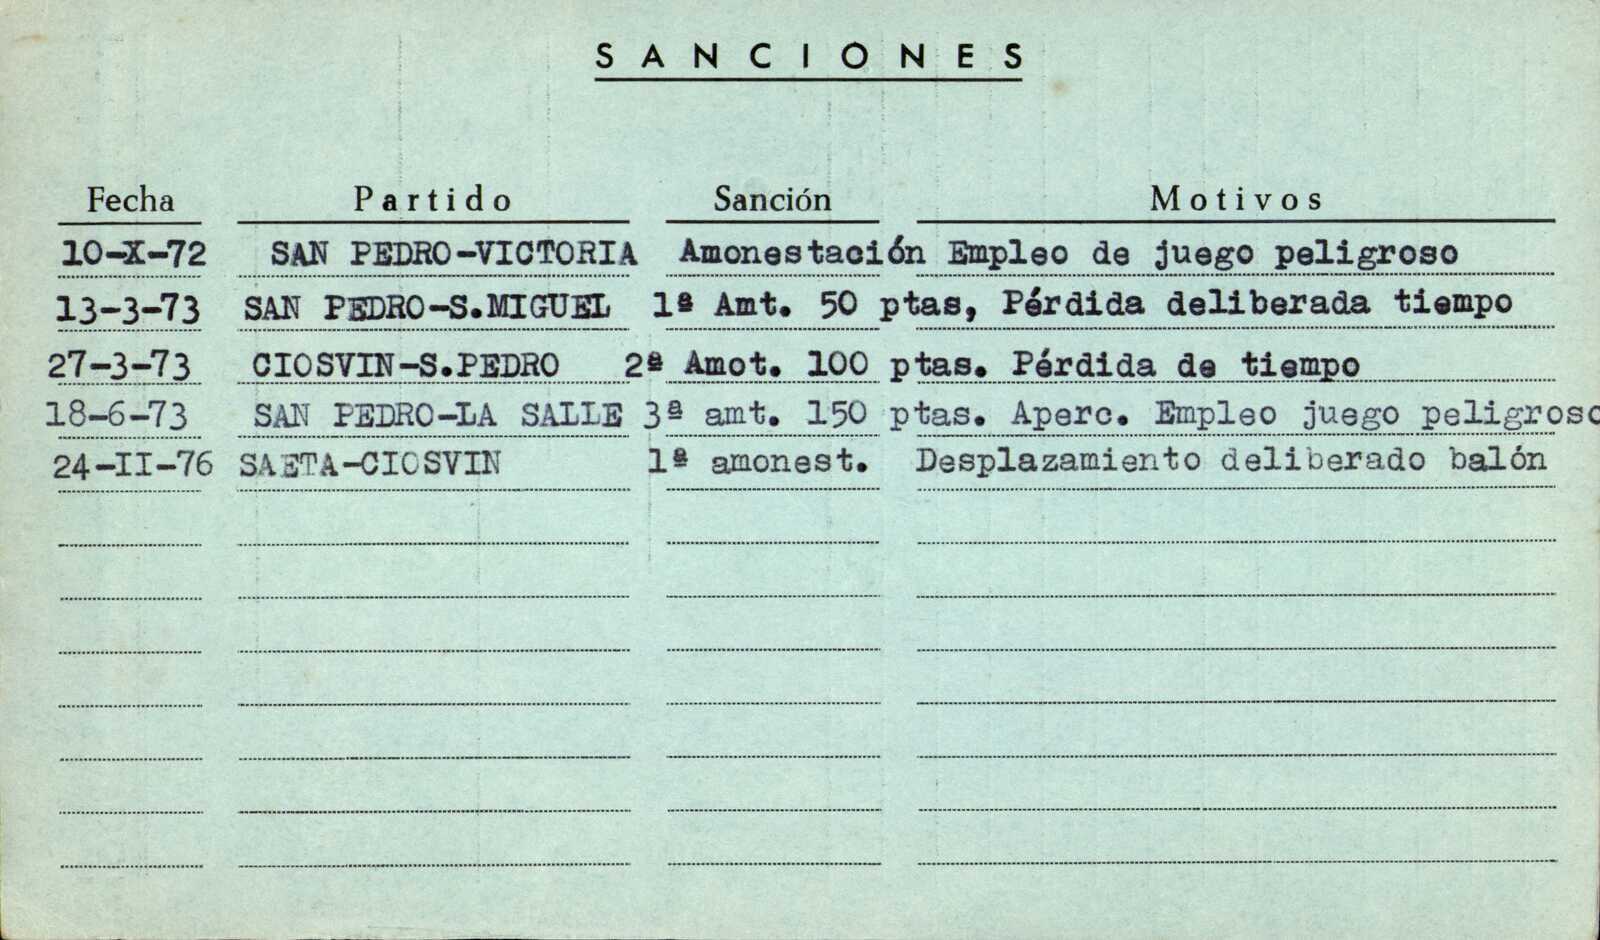 SANCIONES
Fecha Partido Sanción Motivos
10-X-72 SAN PEDRO-VICTORIA Amonestación Empleo de juego peligroso
13-3-73 SAN PEDRO-S.MIGUEL 1ª Amt. 50 ptas, Pérdida deliberada tiempo
27-3-73 CIOSVIN-S.PEDRO 2ª Amot. 100 ptas. Pérdida de tiempo
18-6-73 SAN PEDRO-LA SALLE 3ª amt. 150 ptas. Aperc. Empleo juego peligroso
24-II-76 SAETA-CIOSVIN 1ª amonest. Desplazamiento deliberado balón